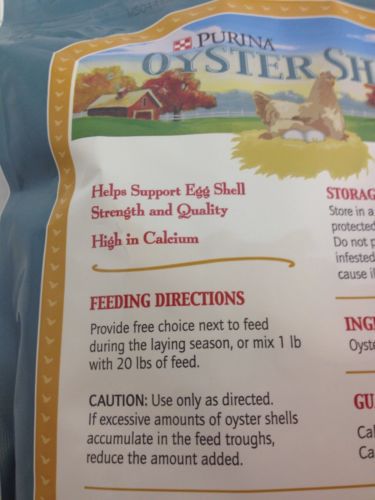 PURINA
OYSTER SH
Helps Support Egg Shell
Strength and Quality
High in Calcium
FEEDING DIRECTIONS
Provide free choice next to feed
during the laying season, or mix 1 lb
with 20 lbs of feed.
CAUTION: Use only as directed.
If excessive amounts of oyster shells
accumulate in the feed troughs,
reduce the amount added.
STORAG
Store in a
protected
Do not p
infested
cause il
ING
Oyste
GU
Cal
Ca